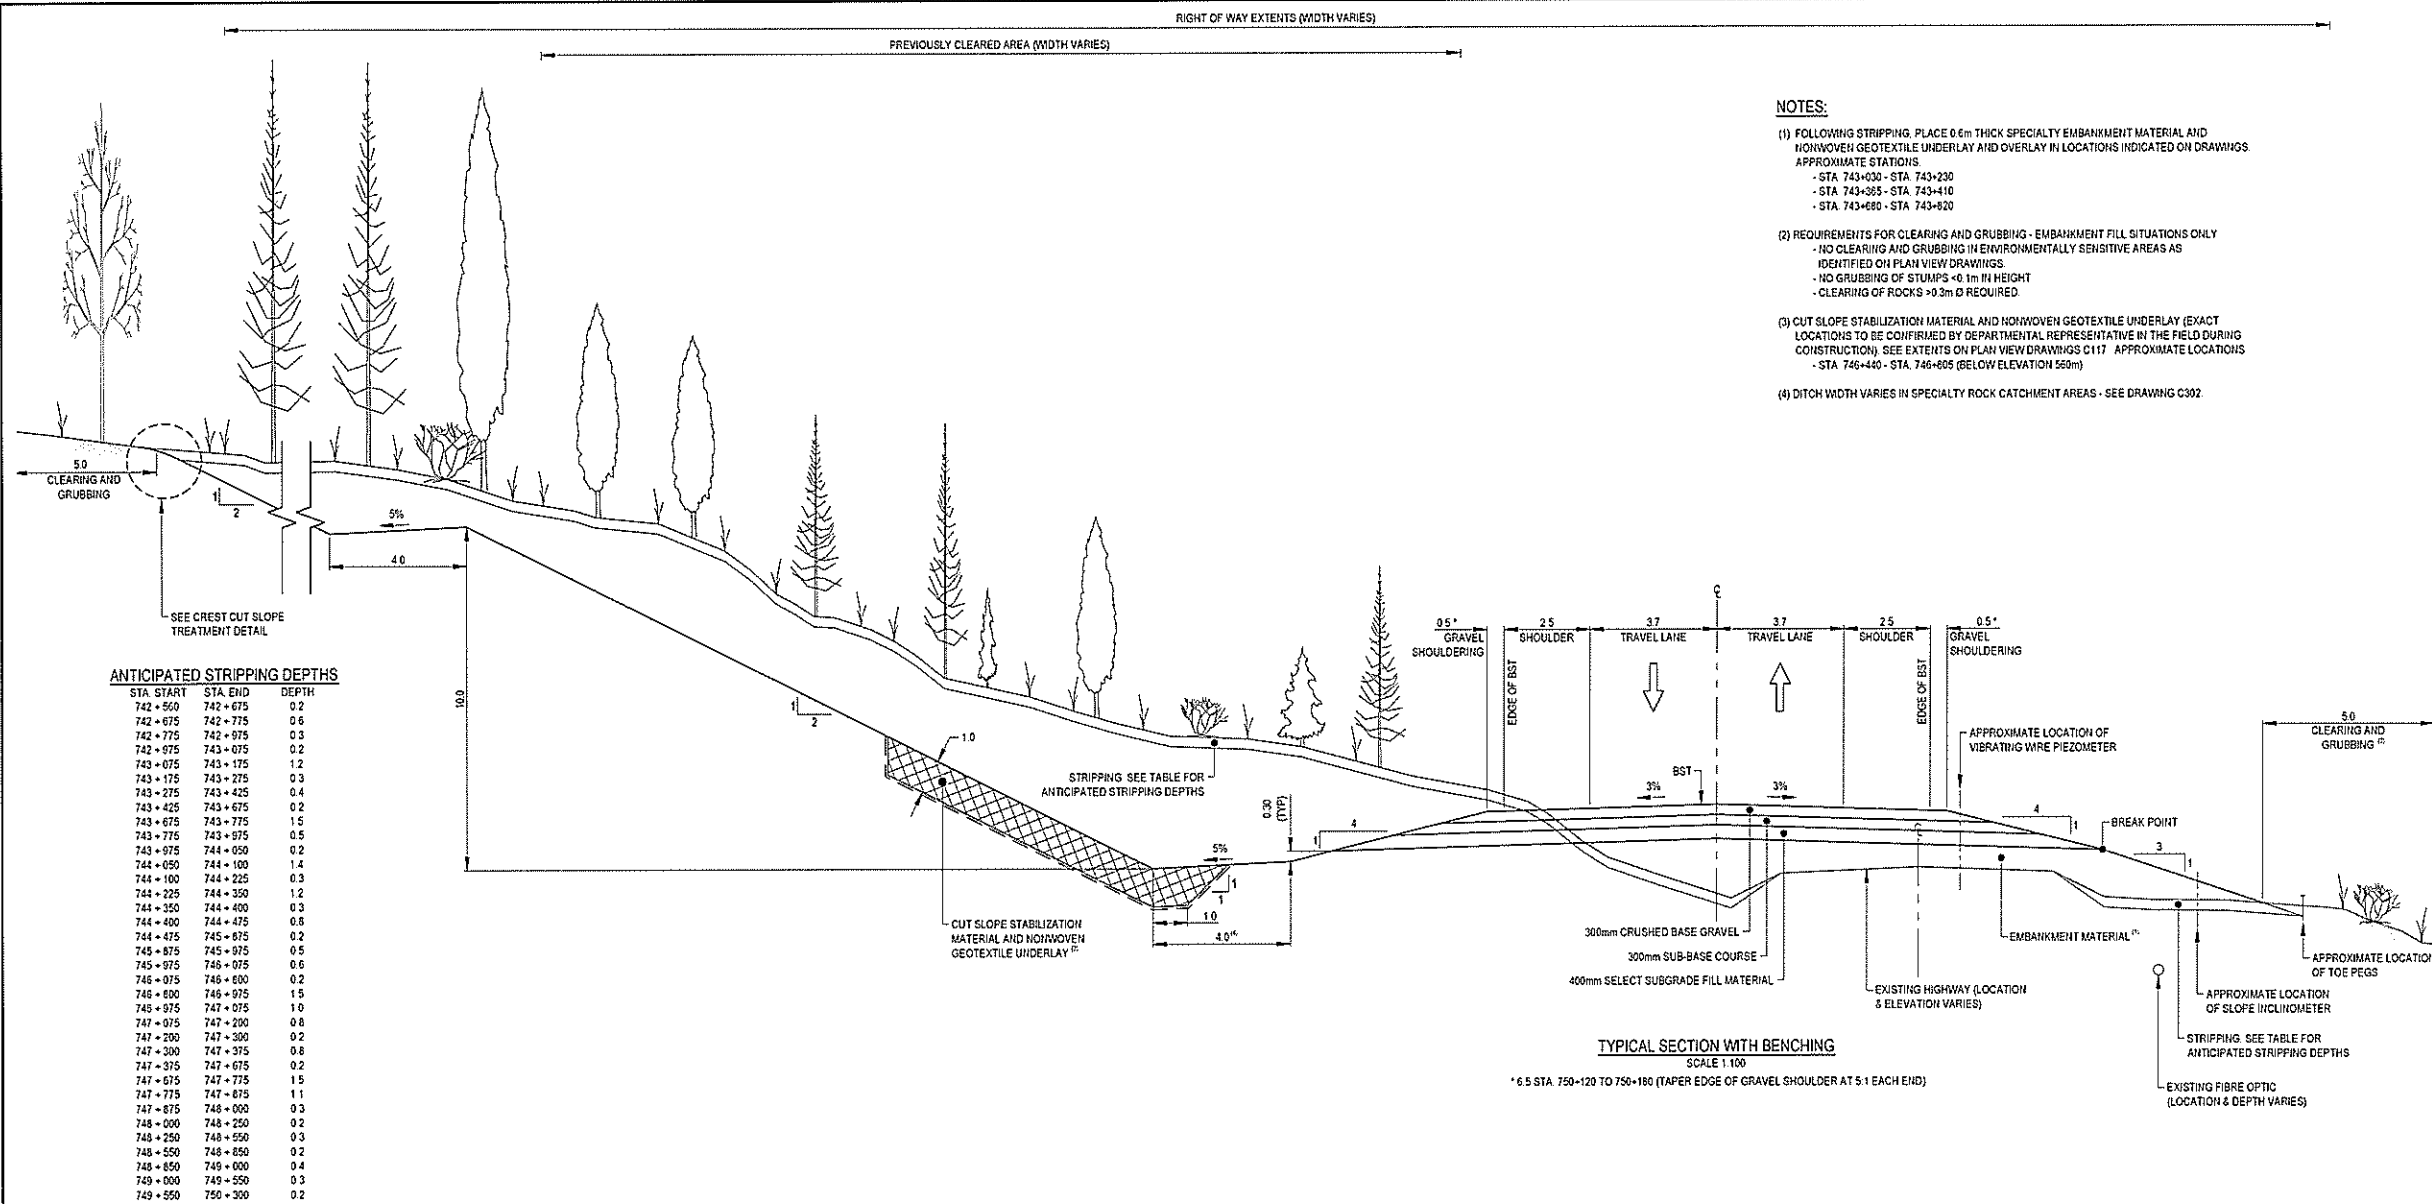 RIGHT OF WAY EXTENTS (WIDTH VARIES)
PREVIOUSLY CLEARED AREA (WIDTH VARIES)
NOTES:
(1) FOLLOWING STRIPPING, PLACE 0.6m THICK SPECIALTY EMBANKMENT MATERIAL AND
NONWOVEN GEOTEXTILE UNDERLAY AND OVERLAY IN LOCATIONS INDICATED ON DRAWINGS.
APPROXIMATE STATIONS.
- STA. 743+030 - STA. 743+230
- STA. 743+365 - STA. 743+410
- STA. 743+680 - STA. 743+820
(2) REQUIREMENTS FOR CLEARING AND GRUBBING - EMBANKMENT FILL SITUATIONS ONLY
- NO CLEARING AND GRUBBING IN ENVIRONMENTALLY SENSITIVE AREAS AS
IDENTIFIED ON PLAN VIEW DRAWINGS.
- NO GRUBBING OF STUMPS <0.1m IN HEIGHT
- CLEARING OF ROCKS >0.3m Ø REQUIRED.
(3) CUT SLOPE STABILIZATION MATERIAL AND NONWOVEN GEOTEXTILE UNDERLAY (EXACT
LOCATIONS TO BE CONFIRMED BY DEPARTMENTAL REPRESENTATIVE IN THE FIELD DURING
CONSTRUCTION). SEE EXTENTS ON PLAN VIEW DRAWINGS C117. APPROXIMATE LOCATIONS
- STA. 746+440 - STA. 746+605 (BELOW ELEVATION 560m)
(4) DITCH WIDTH VARIES IN SPECIALTY ROCK CATCHMENT AREAS - SEE DRAWING C302.
5.0
CLEARING AND
GRUBBING
1
2
5%
4.0
SEE CREST CUT SLOPE
TREATMENT DETAIL
10.0
1
2
1.0
STRIPPING. SEE TABLE FOR
ANTICIPATED STRIPPING DEPTHS
CUT SLOPE STABILIZATION
MATERIAL AND NONWOVEN
GEOTEXTILE UNDERLAY
5%
1
1
1.0
4.0(4)
0.30
(TYP)
1
4
0.5*
GRAVEL
SHOULDERING
2.5
SHOULDER
3.7
TRAVEL LANE
3.7
TRAVEL LANE
2.5
SHOULDER
0.5*
GRAVEL
SHOULDERING
EDGE OF BST
EDGE OF BST
BST
3%
3%
APPROXIMATE LOCATION OF
VIBRATING WIRE PIEZOMETER
4
1
BREAK POINT
3
1
5.0
CLEARING AND
GRUBBING (2)
300mm CRUSHED BASE GRAVEL
300mm SUB-BASE COURSE
400mm SELECT SUBGRADE FILL MATERIAL
EXISTING HIGHWAY (LOCATION
& ELEVATION VARIES)
EMBANKMENT MATERIAL (1)
APPROXIMATE LOCATION
OF TOE PEGS
APPROXIMATE LOCATION
OF SLOPE INCLINOMETER
STRIPPING. SEE TABLE FOR
ANTICIPATED STRIPPING DEPTHS
EXISTING FIBRE OPTIC
(LOCATION & DEPTH VARIES)
TYPICAL SECTION WITH BENCHING
SCALE 1:100
* 6.5 STA. 750+120 TO 750+180 (TAPER EDGE OF GRAVEL SHOULDER AT 5:1 EACH END)
ANTICIPATED STRIPPING DEPTHS
STA. START STA. END DEPTH
742 + 560 742 + 675 0.2
742 + 675 742 + 775 0.6
742 + 775 742 + 975 0.3
742 + 975 743 + 075 0.2
743 + 075 743 + 175 1.2
743 + 175 743 + 275 0.3
743 + 275 743 + 425 0.4
743 + 425 743 + 675 0.2
743 + 675 743 + 775 1.5
743 + 775 743 + 975 0.5
743 + 975 744 + 050 0.2
744 + 050 744 + 100 1.4
744 + 100 744 + 225 0.3
744 + 225 744 + 350 1.2
744 + 350 744 + 400 0.3
744 + 400 744 + 475 0.8
744 + 475 745 + 675 0.2
745 + 875 745 + 975 0.5
745 + 975 746 + 075 0.6
746 + 075 746 + 600 0.2
746 + 600 746 + 975 1.5
746 + 975 747 + 075 1.0
747 + 075 747 + 200 0.8
747 + 200 747 + 300 0.2
747 + 300 747 + 375 0.8
747 + 375 747 + 675 0.2
747 + 675 747 + 775 1.5
747 + 775 747 + 875 1.1
747 + 875 748 + 000 0.3
748 + 000 748 + 250 0.2
748 + 250 748 + 550 0.3
748 + 550 748 + 850 0.2
748 + 850 749 + 000 0.4
749 + 000 749 + 550 0.3
749 + 550 750 + 300 0.2